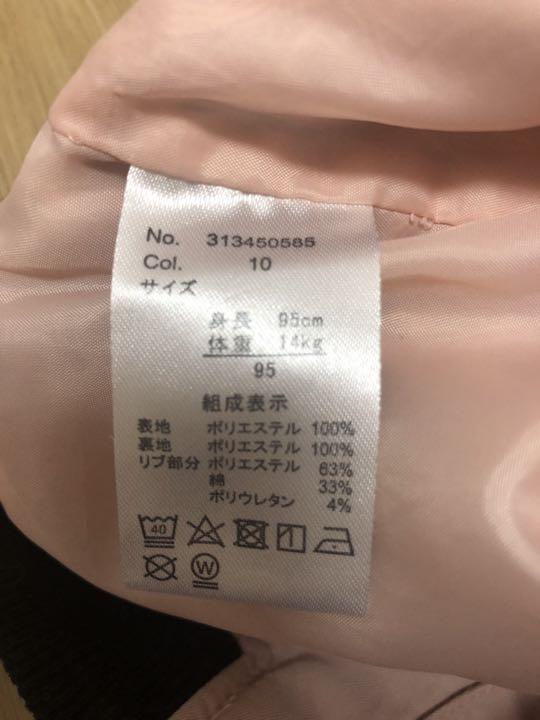 No. 313450585
Col. 10
サイズ
身長 95cm
体重 14kg
95
組成表示
表地 ポリエステル 100%
裏地 ポリエステル 100%
リブ部分 ポリエステル 63%
綿 33%
ポリウレタン 4%
40
W